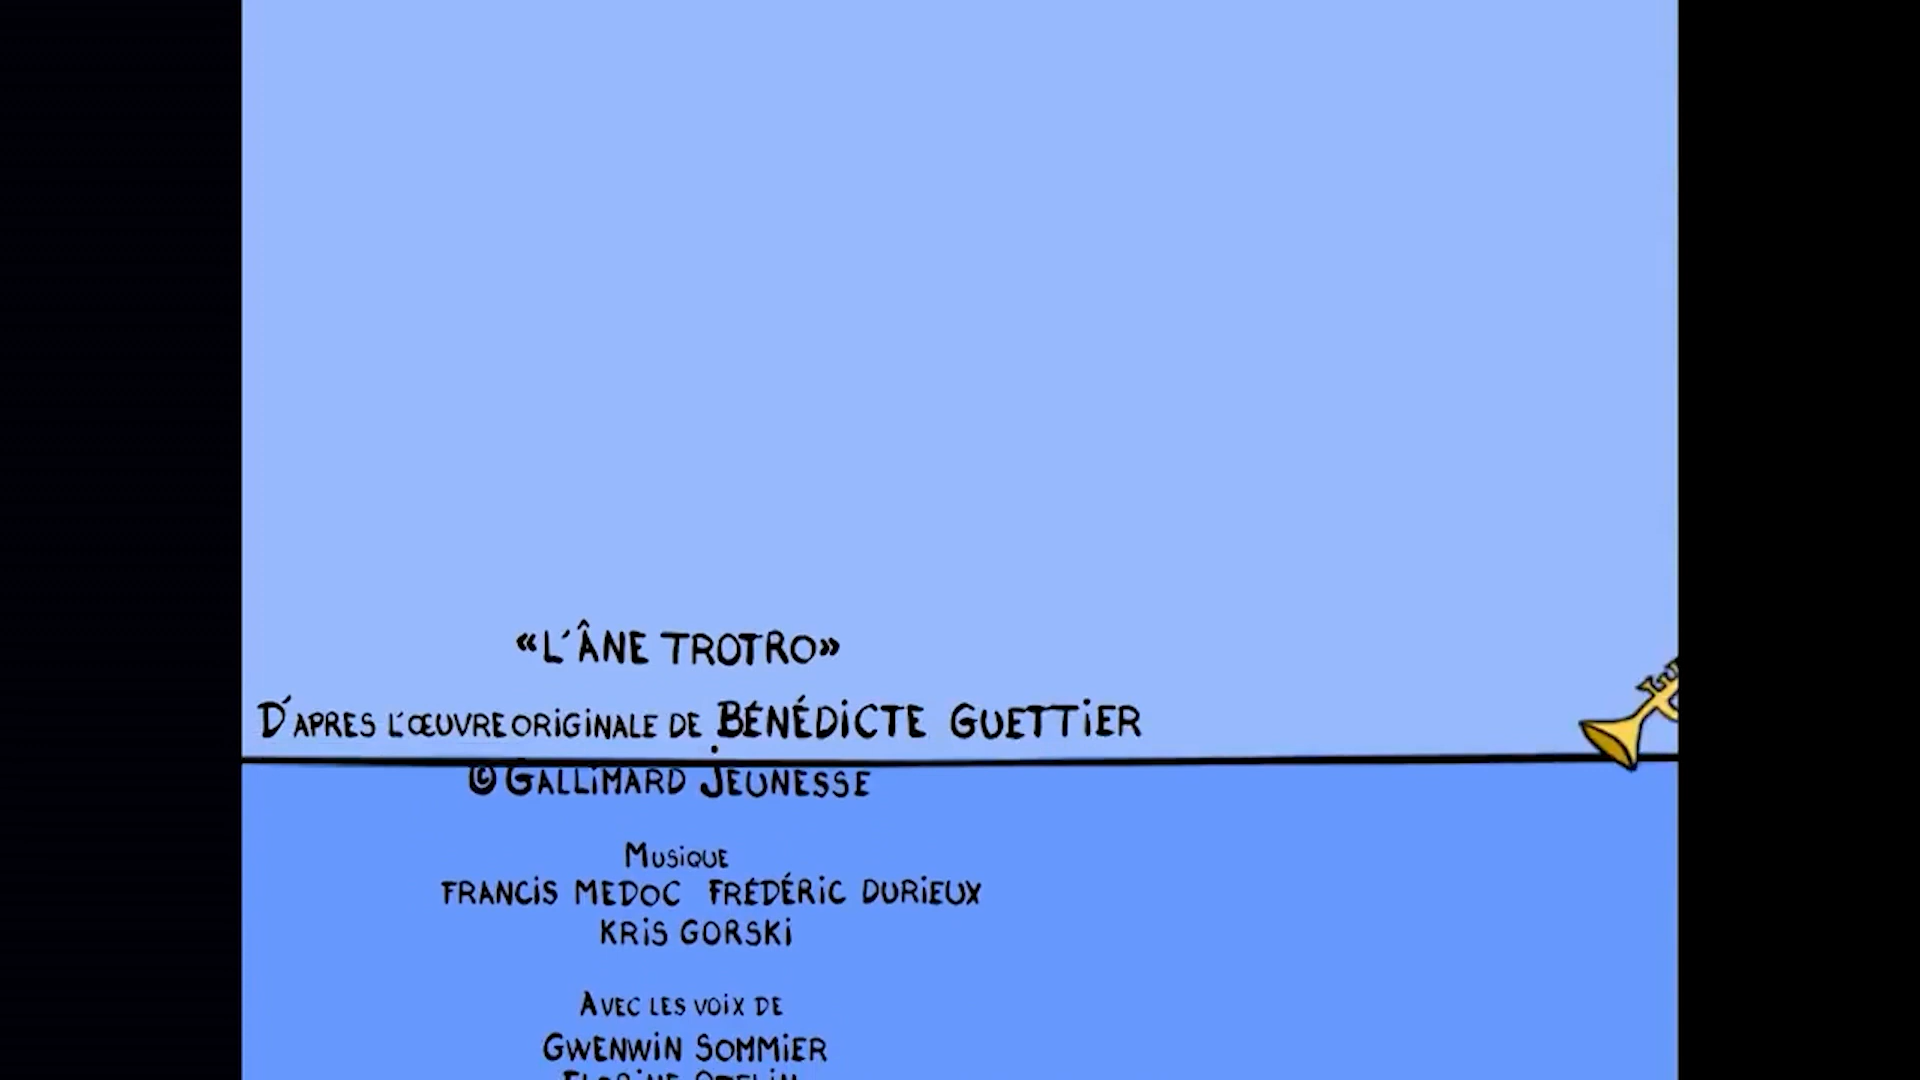 «L'ÂNE TROTRO»
D'APRES L'ŒUVRE ORIGINALE DE BÉNÉDICTE GUETTIER
© GALLIMARD JEUNESSE
MUSIQUE
FRANCIS MEDOC FRÉDÉRIC DURIEUX
KRIS GORSKI
AVEC LES VOIX DE
GWENWIN SOMMIER